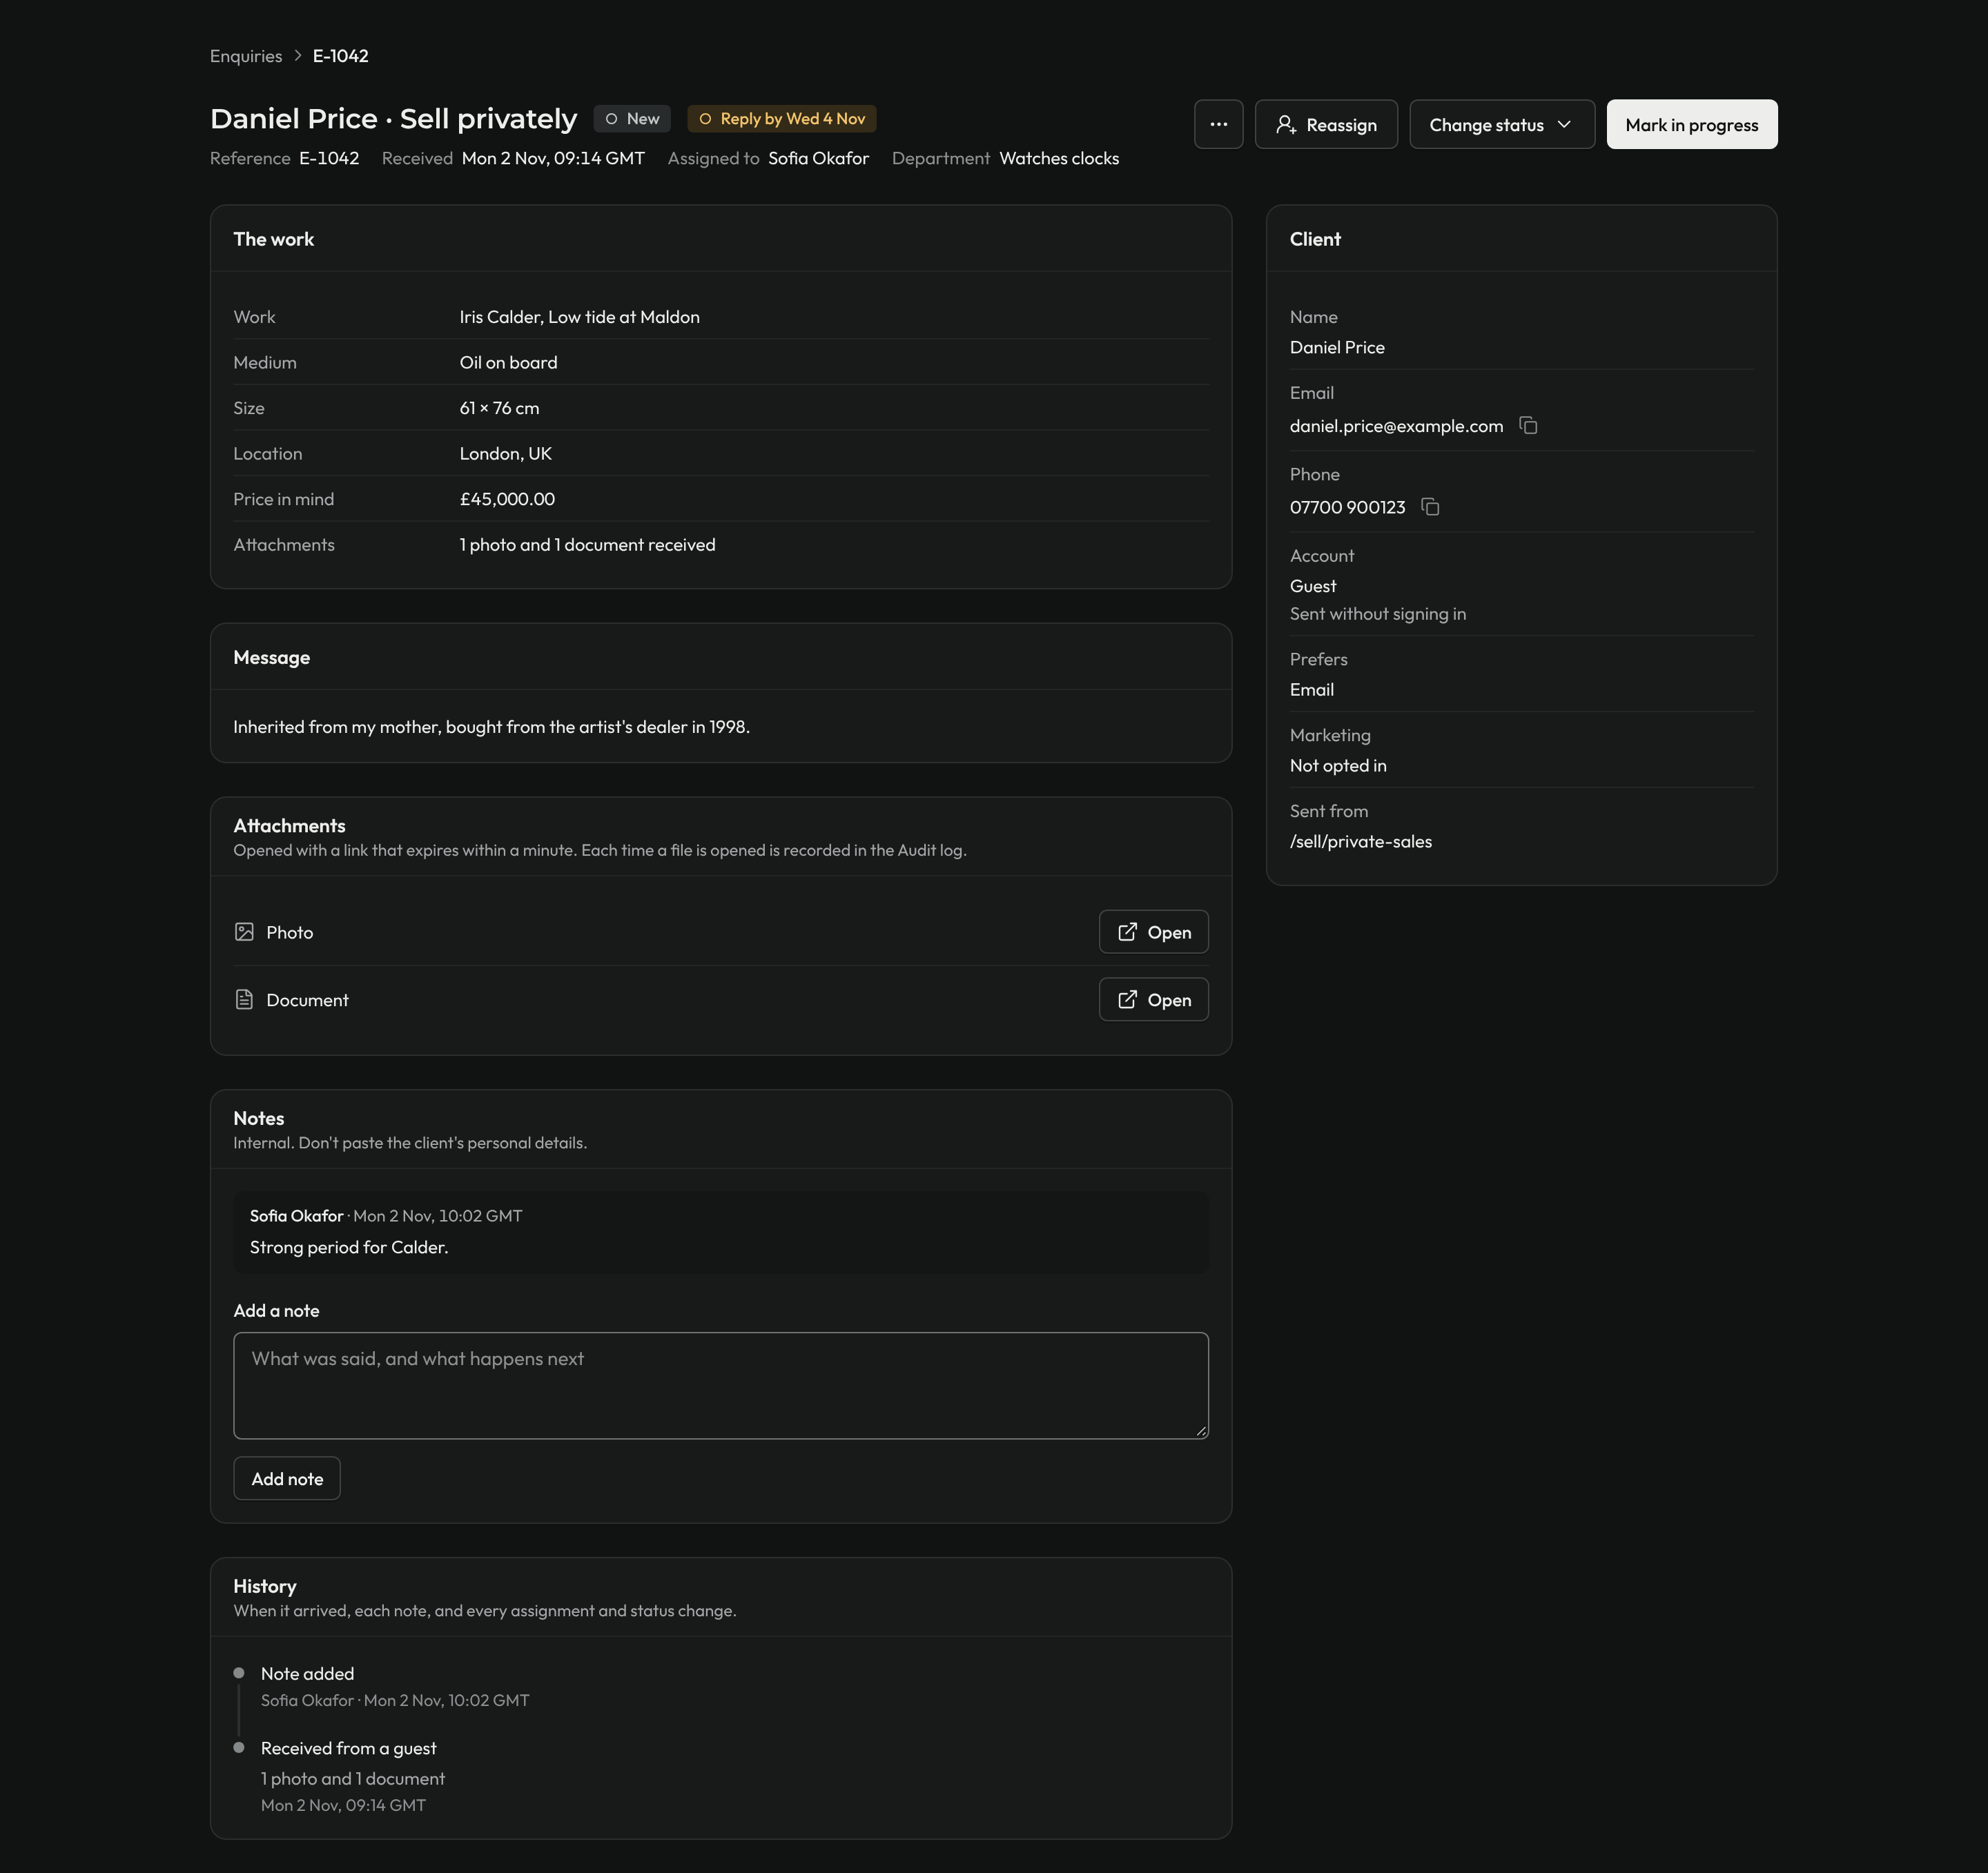 Enquiries > E-1042
Daniel Price · Sell privately
New
Reply by Wed 4 Nov
Reassign
Change status
Mark in progress
Reference E-1042 Received Mon 2 Nov, 09:14 GMT Assigned to Sofia Okafor Department Watches clocks
The work
Work Iris Calder, Low tide at Maldon
Medium Oil on board
Size 61 × 76 cm
Location London, UK
Price in mind £45,000.00
Attachments 1 photo and 1 document received
Message
Inherited from my mother, bought from the artist's dealer in 1998.
Attachments
Opened with a link that expires within a minute. Each time a file is opened is recorded in the Audit log.
Photo Open
Document Open
Notes
Internal. Don't paste the client's personal details.
Sofia Okafor · Mon 2 Nov, 10:02 GMT
Strong period for Calder.
Add a note
What was said, and what happens next
Add note
History
When it arrived, each note, and every assignment and status change.
Note added
Sofia Okafor · Mon 2 Nov, 10:02 GMT
Received from a guest
1 photo and 1 document
Mon 2 Nov, 09:14 GMT
Client
Name
Daniel Price
Email
daniel.price@example.com
Phone
07700 900123
Account
Guest
Sent without signing in
Prefers
Email
Marketing
Not opted in
Sent from
/sell/private-sales